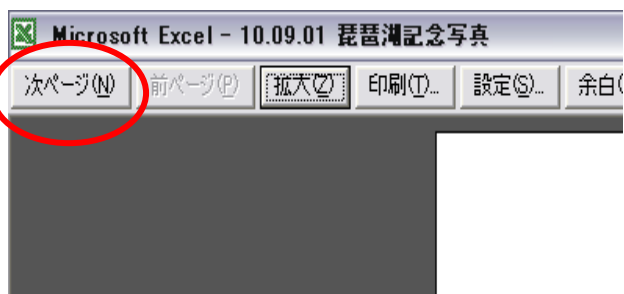 Microsoft Excel - 10.09.01 琵琶湖記念写真
次ページ(N) 前ページ(P) 拡大(Z) 印刷(T)... 設定(S)... 余白(